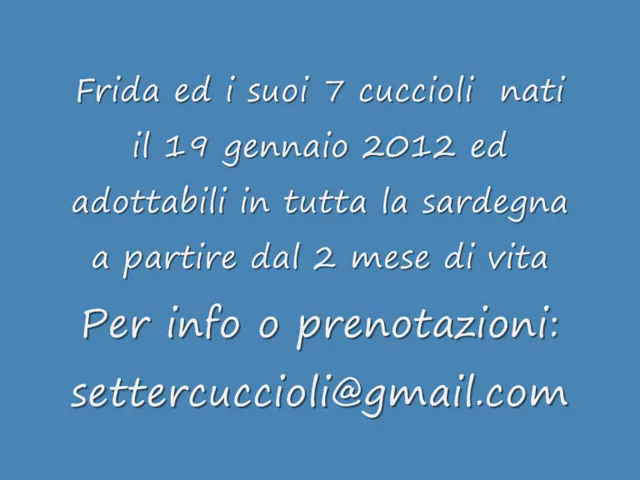 Frida ed i suoi 7 cuccioli nati
il 19 gennaio 2012 ed
adottabili in tutta la sardegna
a partire dal 2 mese di vita
Per info o prenotazioni:
settercuccioli@gmail.com